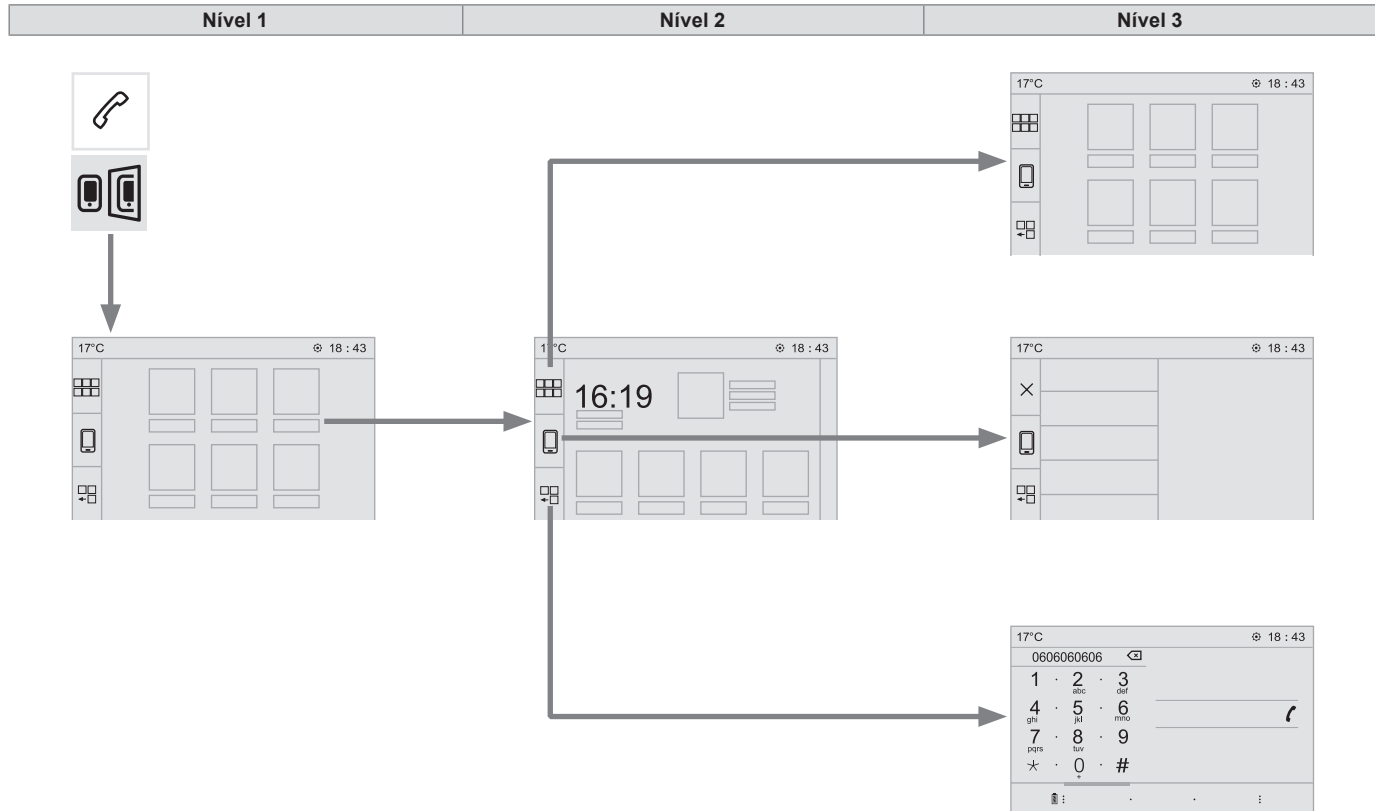 Nível 1
Nível 2
Nível 3
17°C 18 : 43
17°C 18 : 43
16:19
17°C 18 : 43
17°C 18 : 43
17°C 18 : 43
0606060606
1 · 2 · 3
abc def
4 · 5 · 6
ghi jkl mno
7 · 8 · 9
pqrs tuv
* · 0 · #
+